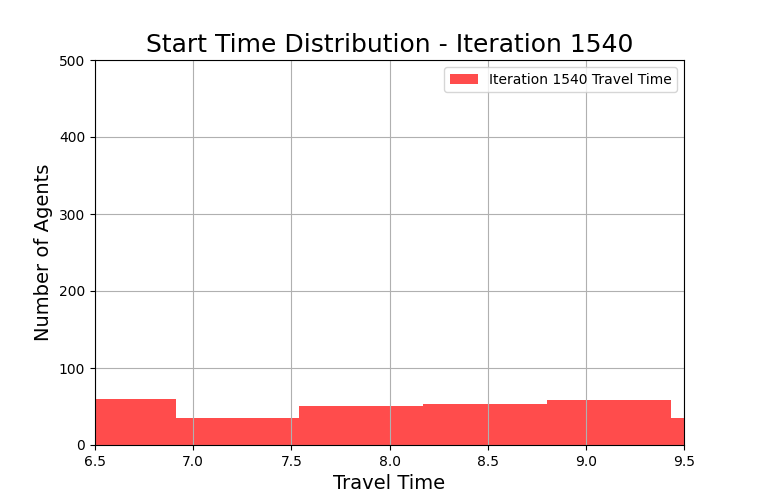 Start Time Distribution - Iteration 1540
Iteration 1540 Travel Time
Number of Agents
500
400
300
200
100
0
6.5 7.0 7.5 8.0 8.5 9.0 9.5
Travel Time